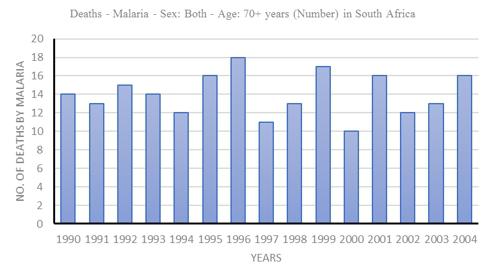 Deaths - Malaria - Sex: Both - Age: 70+ years (Number) in South Africa
NO. OF DEATHS BY MALARIA
20
18
16
14
12
10
8
6
4
2
0
1990 1991 1992 1993 1994 1995 1996 1997 1998 1999 2000 2001 2002 2003 2004
YEARS